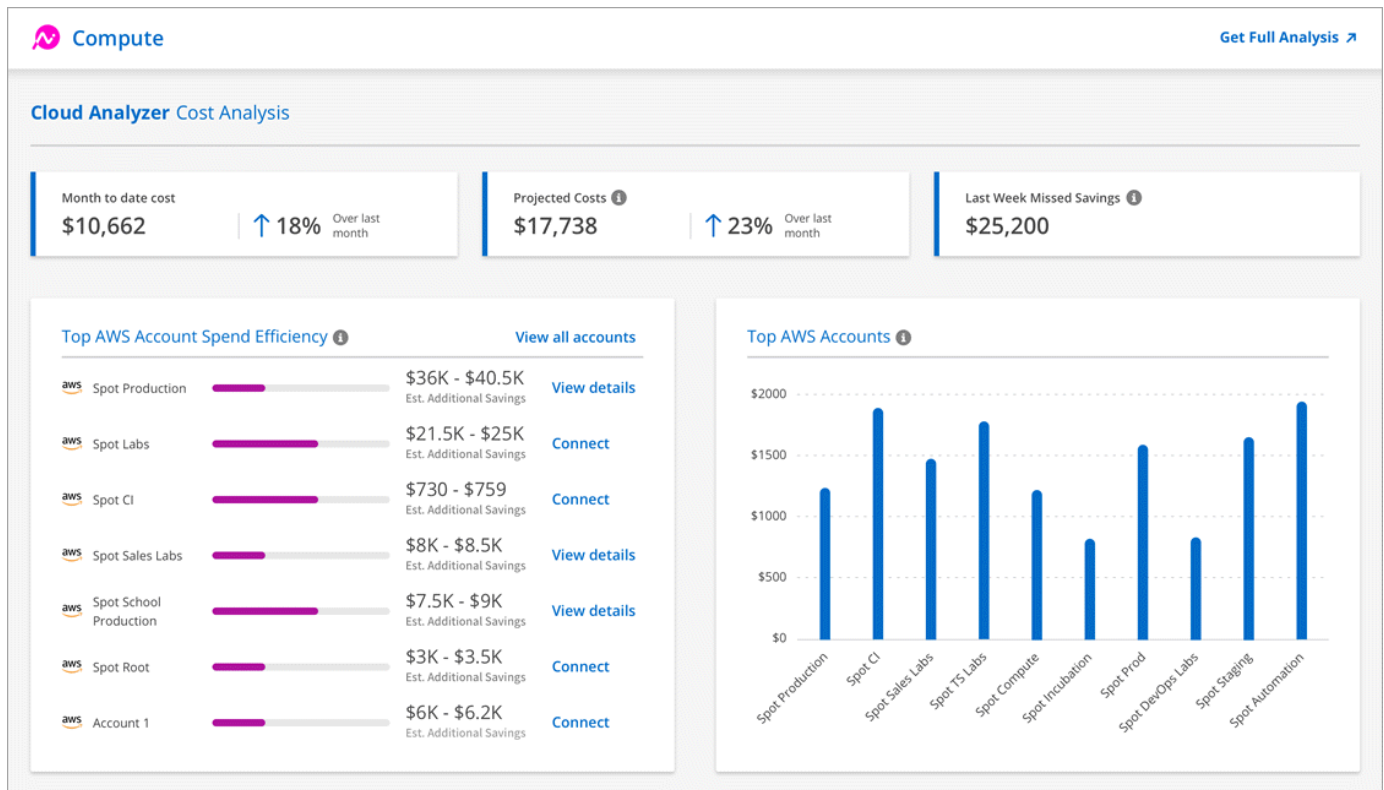 Compute
Get Full Analysis
Cloud Analyzer Cost Analysis
Month to date cost
$10,662
18%
Over last
month
Projected Costs
$17,738
23%
Over last
month
Last Week Missed Savings
$25,200
Top AWS Account Spend Efficiency
View all accounts
aws Spot Production
$36K - $40.5K
Est. Additional Savings
View details
aws Spot Labs
$21.5K - $25K
Est. Additional Savings
Connect
aws Spot CI
$730 - $759
Est. Additional Savings
Connect
aws Spot Sales Labs
$8K - $8.5K
Est. Additional Savings
View details
aws Spot School
Production
$7.5K - $9K
Est. Additional Savings
View details
aws Spot Root
$3K - $3.5K
Est. Additional Savings
Connect
aws Account 1
$6K - $6.2K
Est. Additional Savings
Connect
Top AWS Accounts
$2000
$1500
$1000
$500
$0
Spot Production
Spot CI
Spot Sales Labs
Spot TS Labs
Spot Compute
Spot Incubation
Spot Prod
Spot DevOps Labs
Spot Staging
Spot Automation